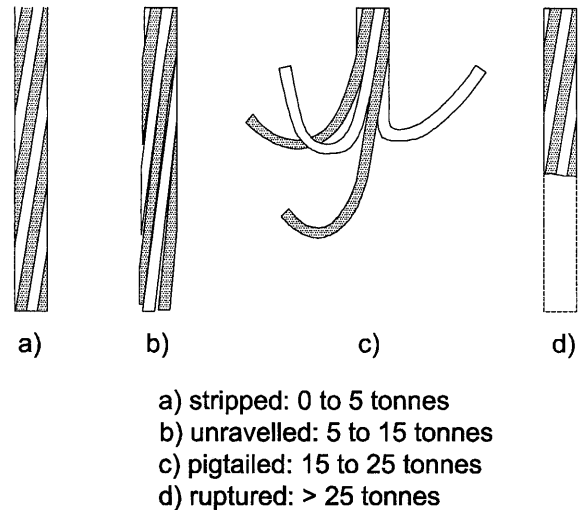 a) b) c) d)
a) stripped: 0 to 5 tonnes
b) unravelled: 5 to 15 tonnes
c) pigtailed: 15 to 25 tonnes
d) ruptured: > 25 tonnes